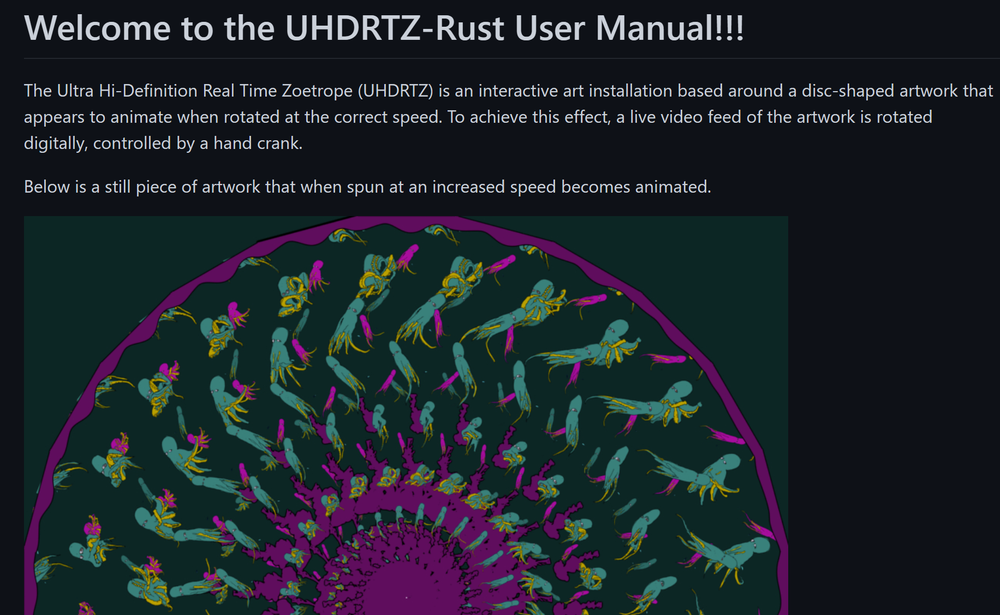 Welcome to the UHDRTZ-Rust User Manual!!!
The Ultra Hi-Definition Real Time Zoetrope (UHDRTZ) is an interactive art installation based around a disc-shaped artwork that
appears to animate when rotated at the correct speed. To achieve this effect, a live video feed of the artwork is rotated
digitally, controlled by a hand crank.
Below is a still piece of artwork that when spun at an increased speed becomes animated.